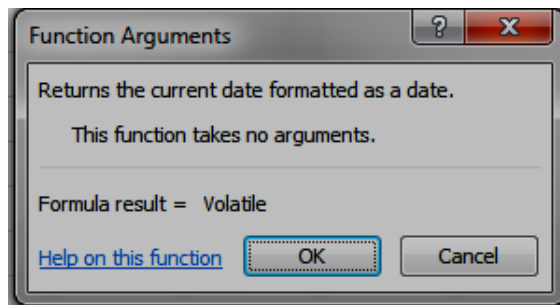 Function Arguments
?
X
Returns the current date formatted as a date.
This function takes no arguments.
Formula result = Volatile
Help on this function OK Cancel